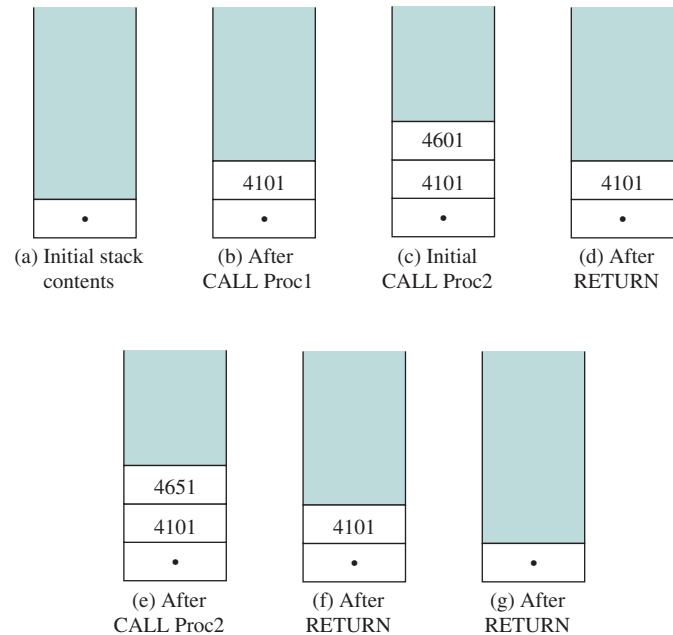 4101
4601
4101
4101
•
•
•
•
(a) Initial stack
contents
(b) After
CALL Proc1
(c) Initial
CALL Proc2
(d) After
RETURN
4651
4101
4101
•
•
•
(e) After
CALL Proc2
(f) After
RETURN
(g) After
RETURN